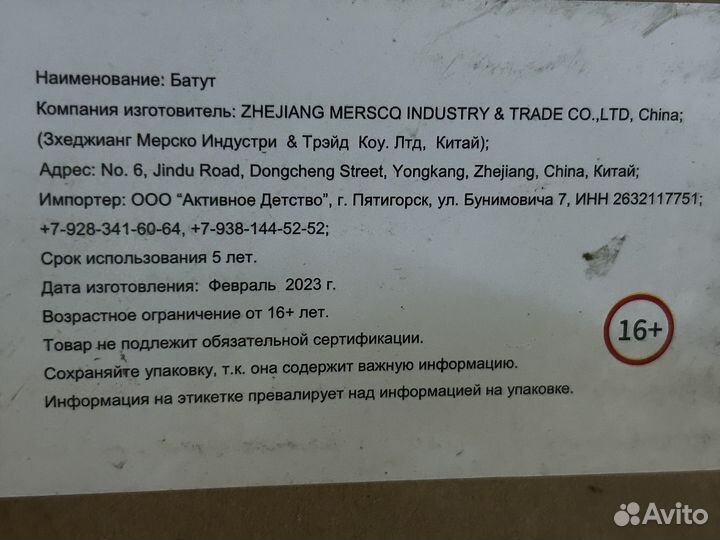 Наименование: Батут
Компания изготовитель: ZHEJIANG MERSCQ INDUSTRY & TRADE CO.,LTD, China;
(Зхеджианг Мерско Индустри & Трэйд Коу. Лтд, Китай);
Адрес: No. 6, Jindu Road, Dongcheng Street, Yongkang, Zhejiang, China, Китай;
Импортер: ООО “Активное Детство”, г. Пятигорск, ул. Бунимовича 7, ИНН 2632117751;
+7-928-341-60-64, +7-938-144-52-52;
Срок использования 5 лет.
Дата изготовления: Февраль 2023 г.
Возрастное ограничение от 16+ лет.
16+
Товар не подлежит обязательной сертификации.
Сохраняйте упаковку, т.к. она содержит важную информацию.
Информация на этикетке превалирует над информацией на упаковке.
Avito